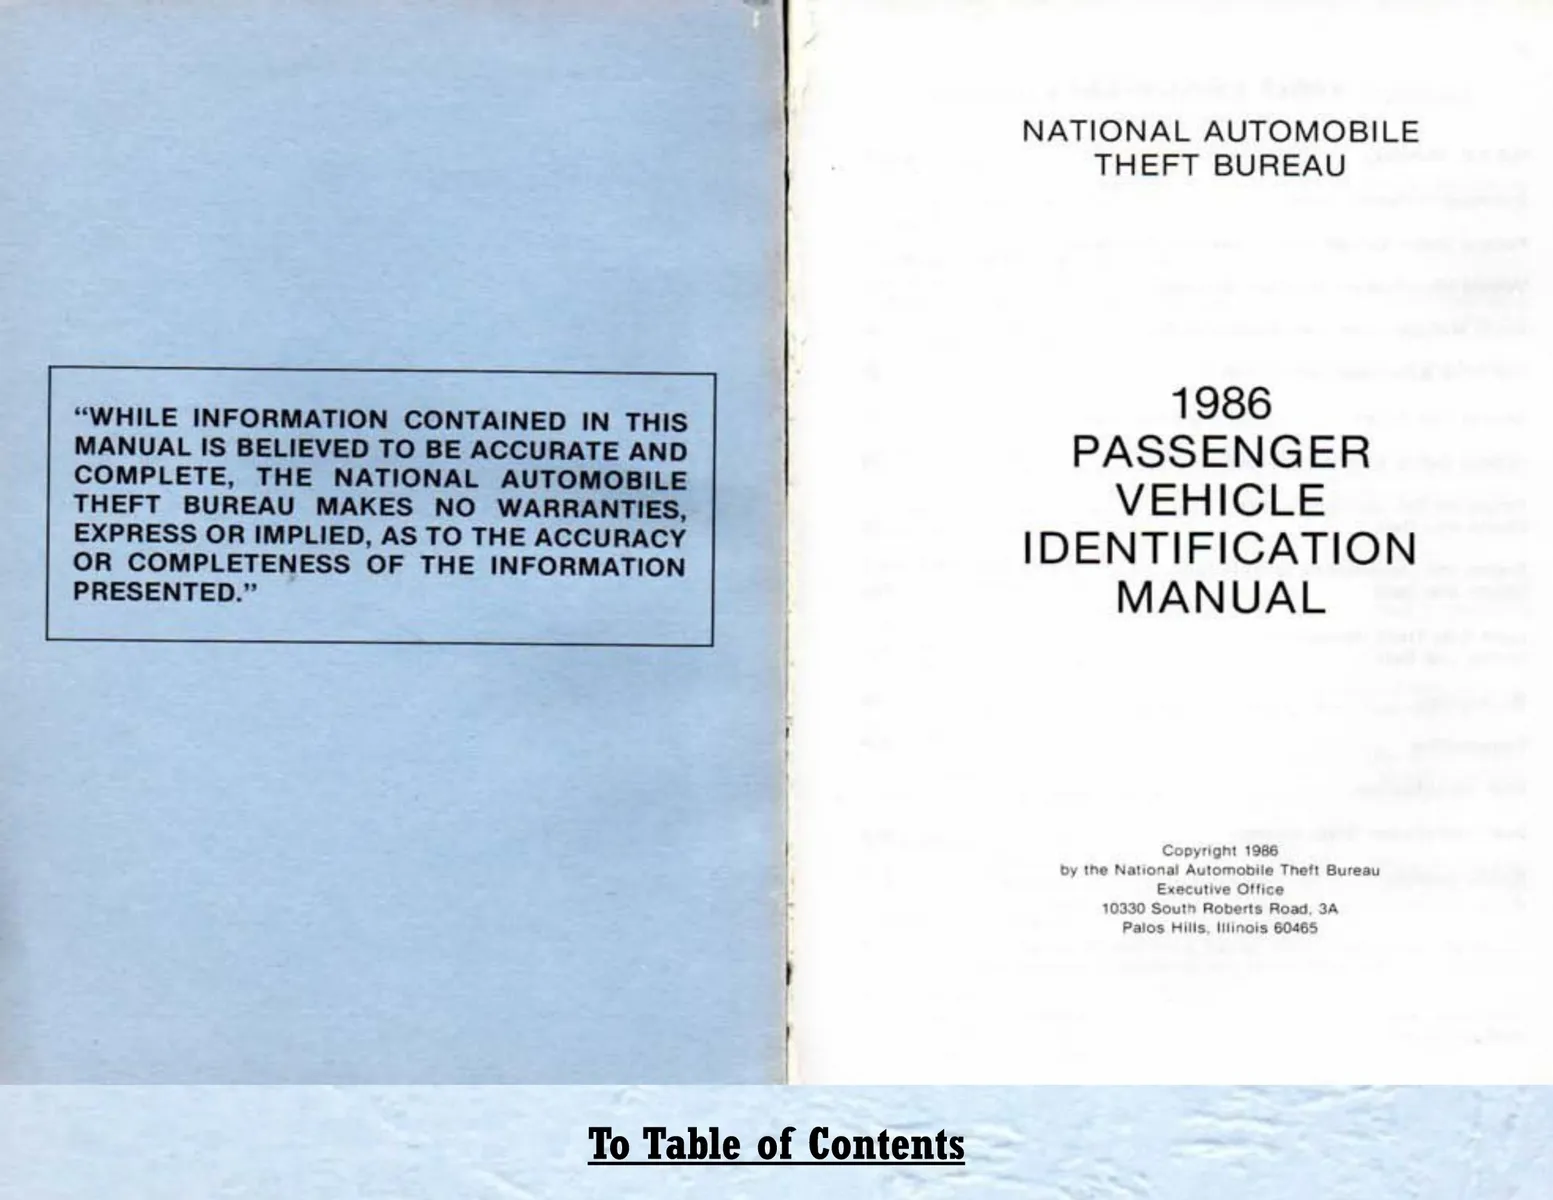 “WHILE INFORMATION CONTAINED IN THIS
MANUAL IS BELIEVED TO BE ACCURATE AND
COMPLETE, THE NATIONAL AUTOMOBILE
THEFT BUREAU MAKES NO WARRANTIES,
EXPRESS OR IMPLIED, AS TO THE ACCURACY
OR COMPLETENESS OF THE INFORMATION
PRESENTED.”
NATIONAL AUTOMOBILE
THEFT BUREAU
1986
PASSENGER
VEHICLE
IDENTIFICATION
MANUAL
Copyright 1986
by the National Automobile Theft Bureau
Executive Office
10330 South Roberts Road, 3A
Palos Hills, Illinois 60465
To Table of Contents